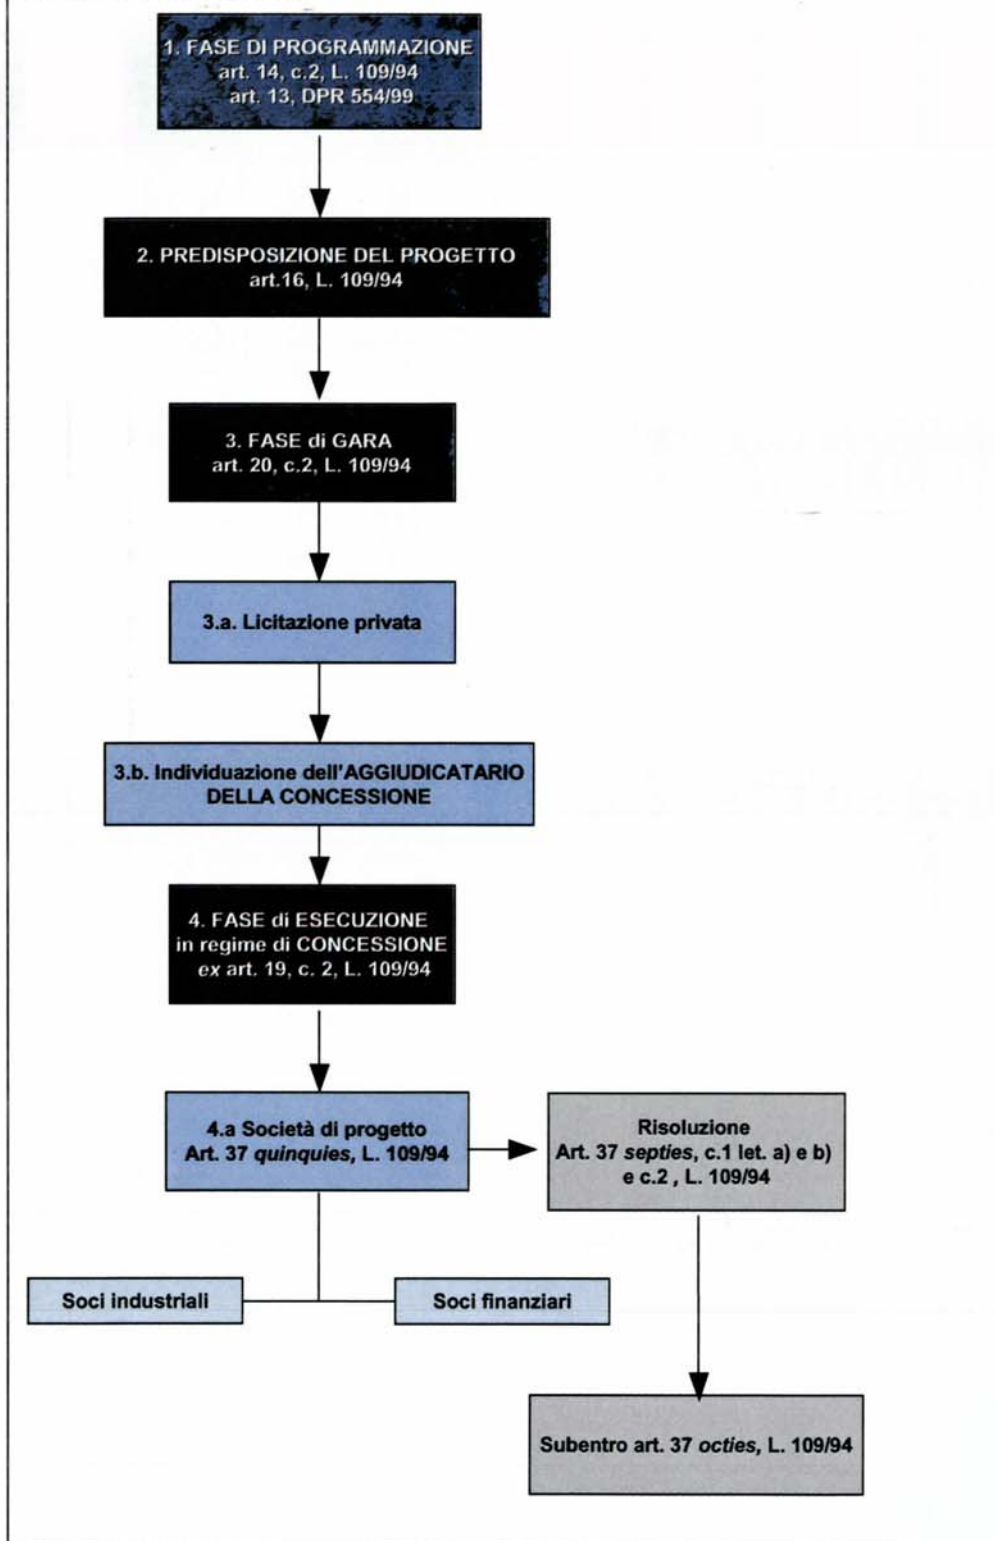 1. FASE DI PROGRAMMAZIONE
art. 14, c.2, L. 109/94
art. 13, DPR 554/99
2. PREDISPOSIZIONE DEL PROGETTO
art.16, L. 109/94
3. FASE di GARA
art. 20, c.2, L. 109/94
3.a. Licitazione privata
3.b. Individuazione dell'AGGIUDICATARIO
DELLA CONCESSIONE
4. FASE di ESECUZIONE
in regime di CONCESSIONE
ex art. 19, c. 2, L. 109/94
4.a Società di progetto
Art. 37 quinquies, L. 109/94
Risoluzione
Art. 37 septies, c.1 let. a) e b)
e c.2 , L. 109/94
Soci industriali
Soci finanziari
Subentro art. 37 octies, L. 109/94